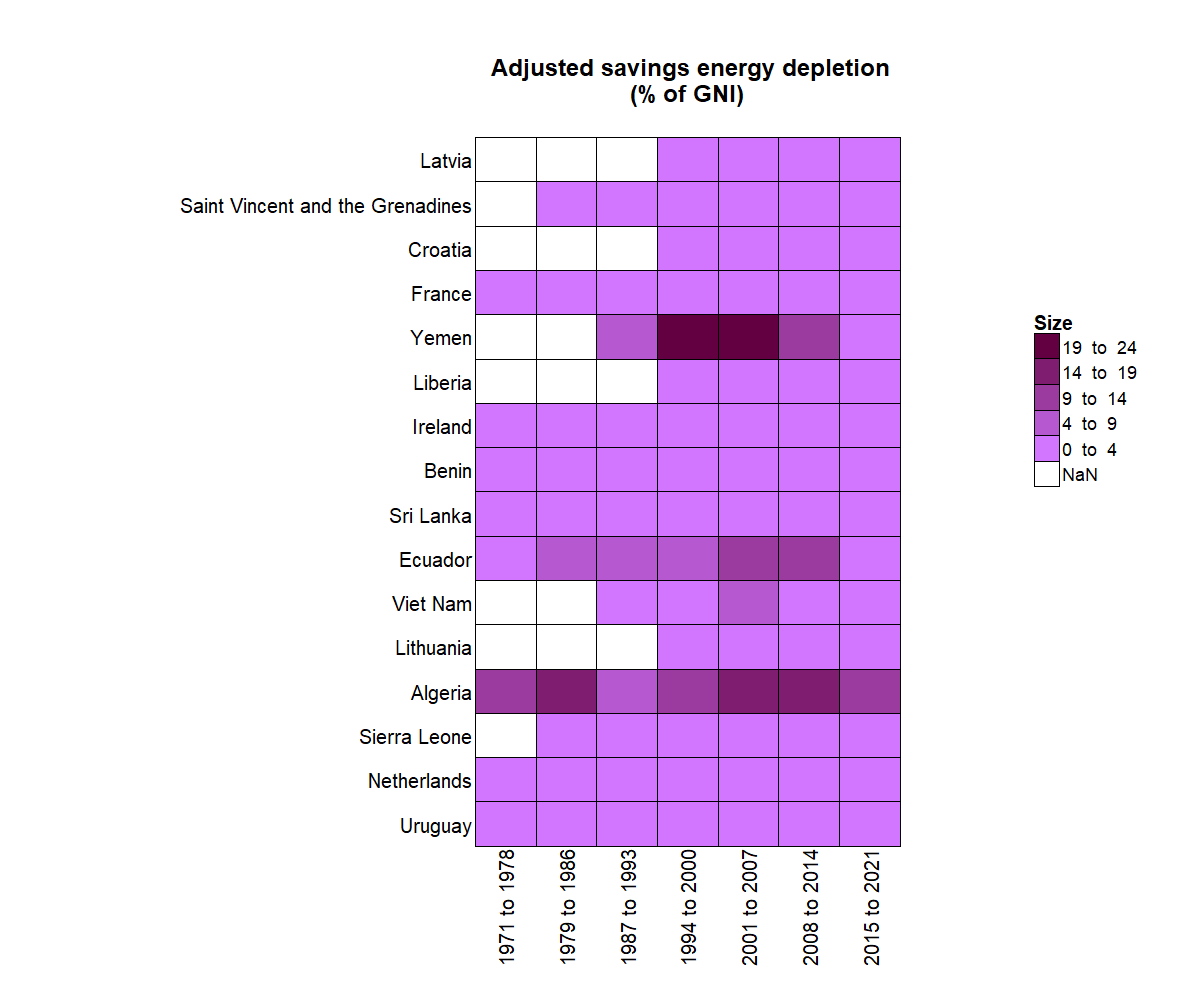 Adjusted savings energy depletion
(% of GNI)
Latvia
Saint Vincent and the Grenadines
Croatia
France
Yemen
Liberia
Ireland
Benin
Sri Lanka
Ecuador
Viet Nam
Lithuania
Algeria
Sierra Leone
Netherlands
Uruguay
1971 to 1978
1979 to 1986
1987 to 1993
1994 to 2000
2001 to 2007
2008 to 2014
2015 to 2021
Size
19 to 24
14 to 19
9 to 14
4 to 9
0 to 4
NaN